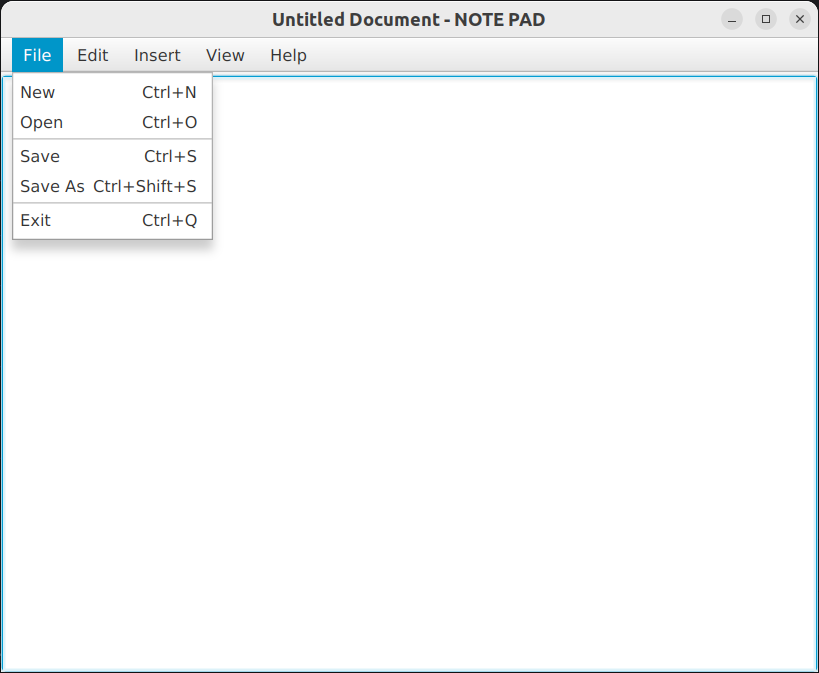 Untitled Document - NOTE PAD
File Edit Insert View Help
New Ctrl+N
Open Ctrl+O
Save Ctrl+S
Save As Ctrl+Shift+S
Exit Ctrl+Q